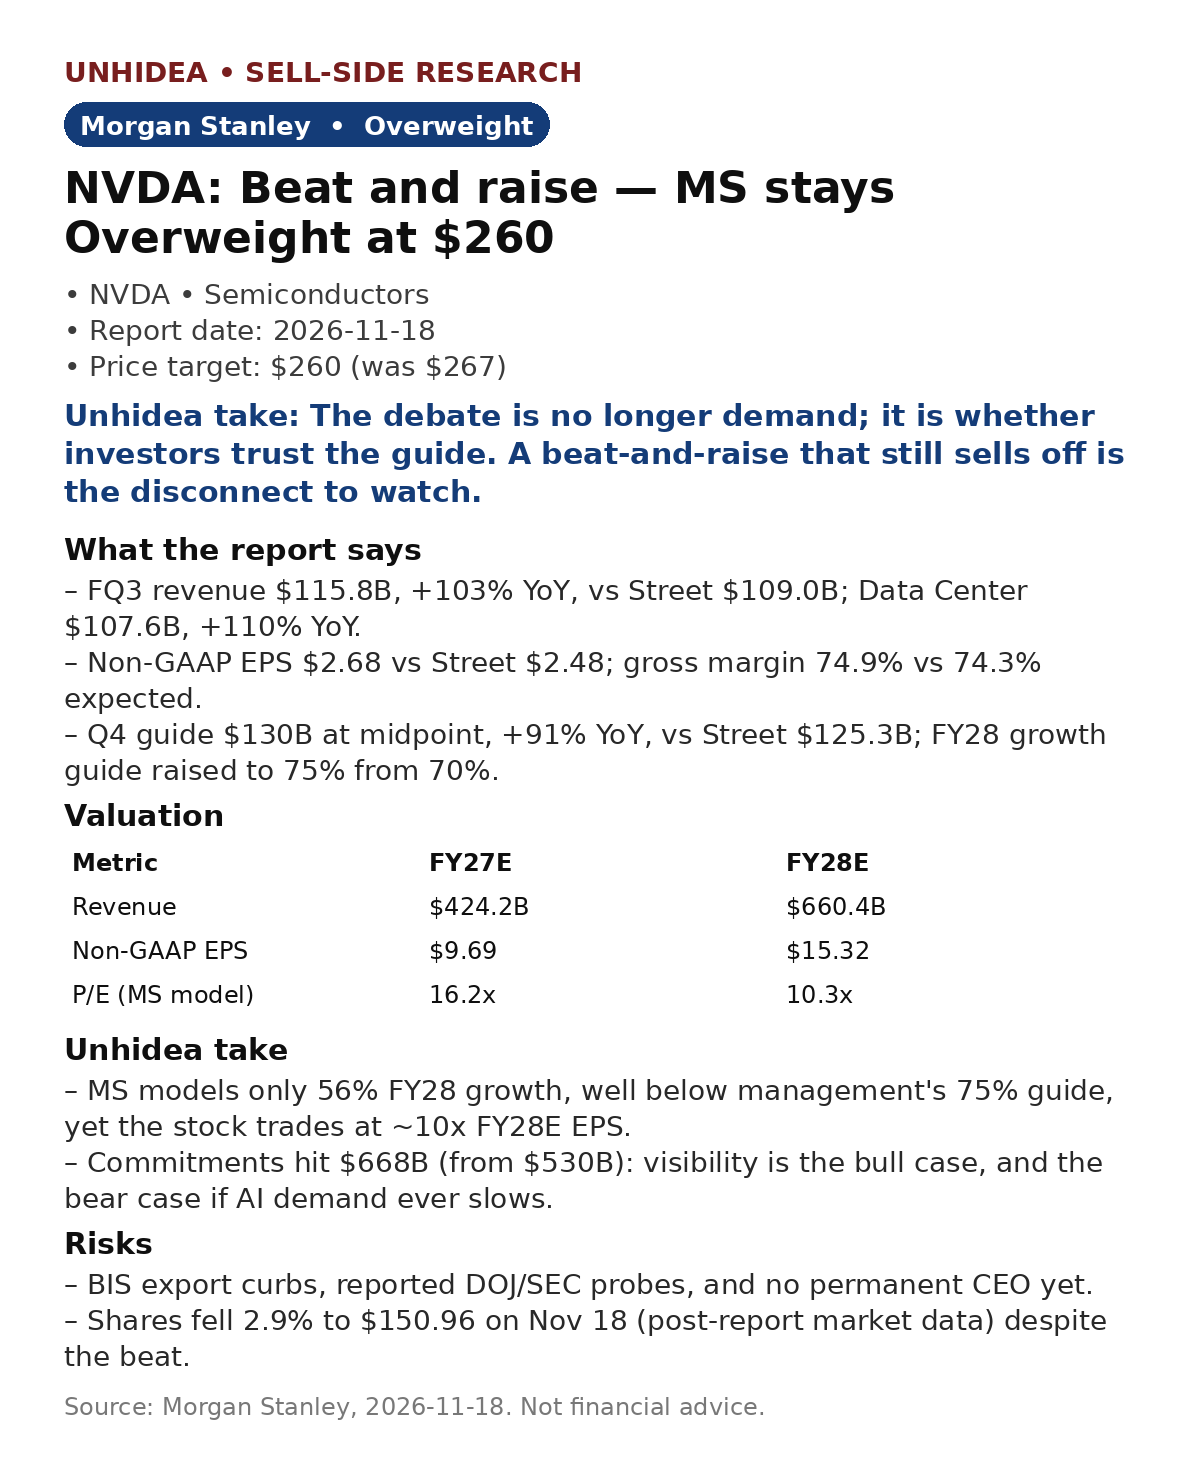 UNHIDEA • SELL-SIDE RESEARCH
Morgan Stanley • Overweight
NVDA: Beat and raise — MS stays
Overweight at $260
• NVDA • Semiconductors
• Report date: 2026-11-18
• Price target: $260 (was $267)
Unhidea take: The debate is no longer demand; it is whether
investors trust the guide. A beat-and-raise that still sells off is
the disconnect to watch.
What the report says
– FQ3 revenue $115.8B, +103% YoY, vs Street $109.0B; Data Center
$107.6B, +110% YoY.
– Non-GAAP EPS $2.68 vs Street $2.48; gross margin 74.9% vs 74.3%
expected.
– Q4 guide $130B at midpoint, +91% YoY, vs Street $125.3B; FY28 growth
guide raised to 75% from 70%.
Valuation
Metric FY27E FY28E
Revenue $424.2B $660.4B
Non-GAAP EPS $9.69 $15.32
P/E (MS model) 16.2x 10.3x
Unhidea take
– MS models only 56% FY28 growth, well below management's 75% guide,
yet the stock trades at ~10x FY28E EPS.
– Commitments hit $668B (from $530B): visibility is the bull case, and the
bear case if AI demand ever slows.
Risks
– BIS export curbs, reported DOJ/SEC probes, and no permanent CEO yet.
– Shares fell 2.9% to $150.96 on Nov 18 (post-report market data) despite
the beat.
Source: Morgan Stanley, 2026-11-18. Not financial advice.